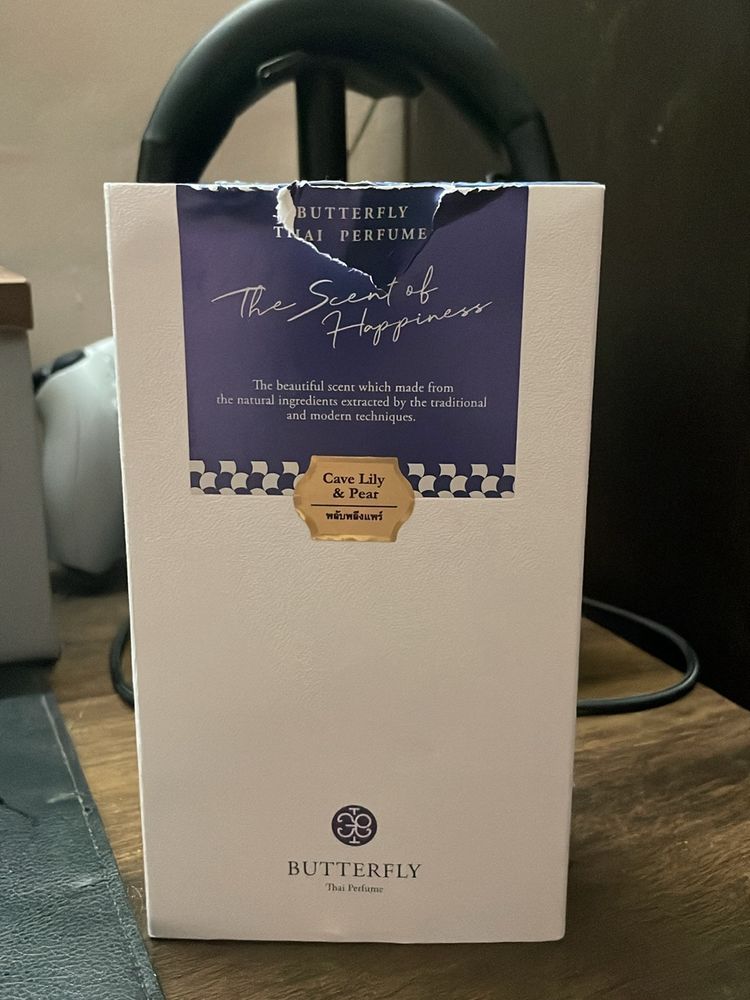 BUTTERFLY
THAI PERFUME
The Scent of
Happiness
The beautiful scent which made from
the natural ingredients extracted by the traditional
and modern techniques.
Cave Lily
& Pear
พลับพลึงแพร์
BUTTERFLY
Thai Perfume